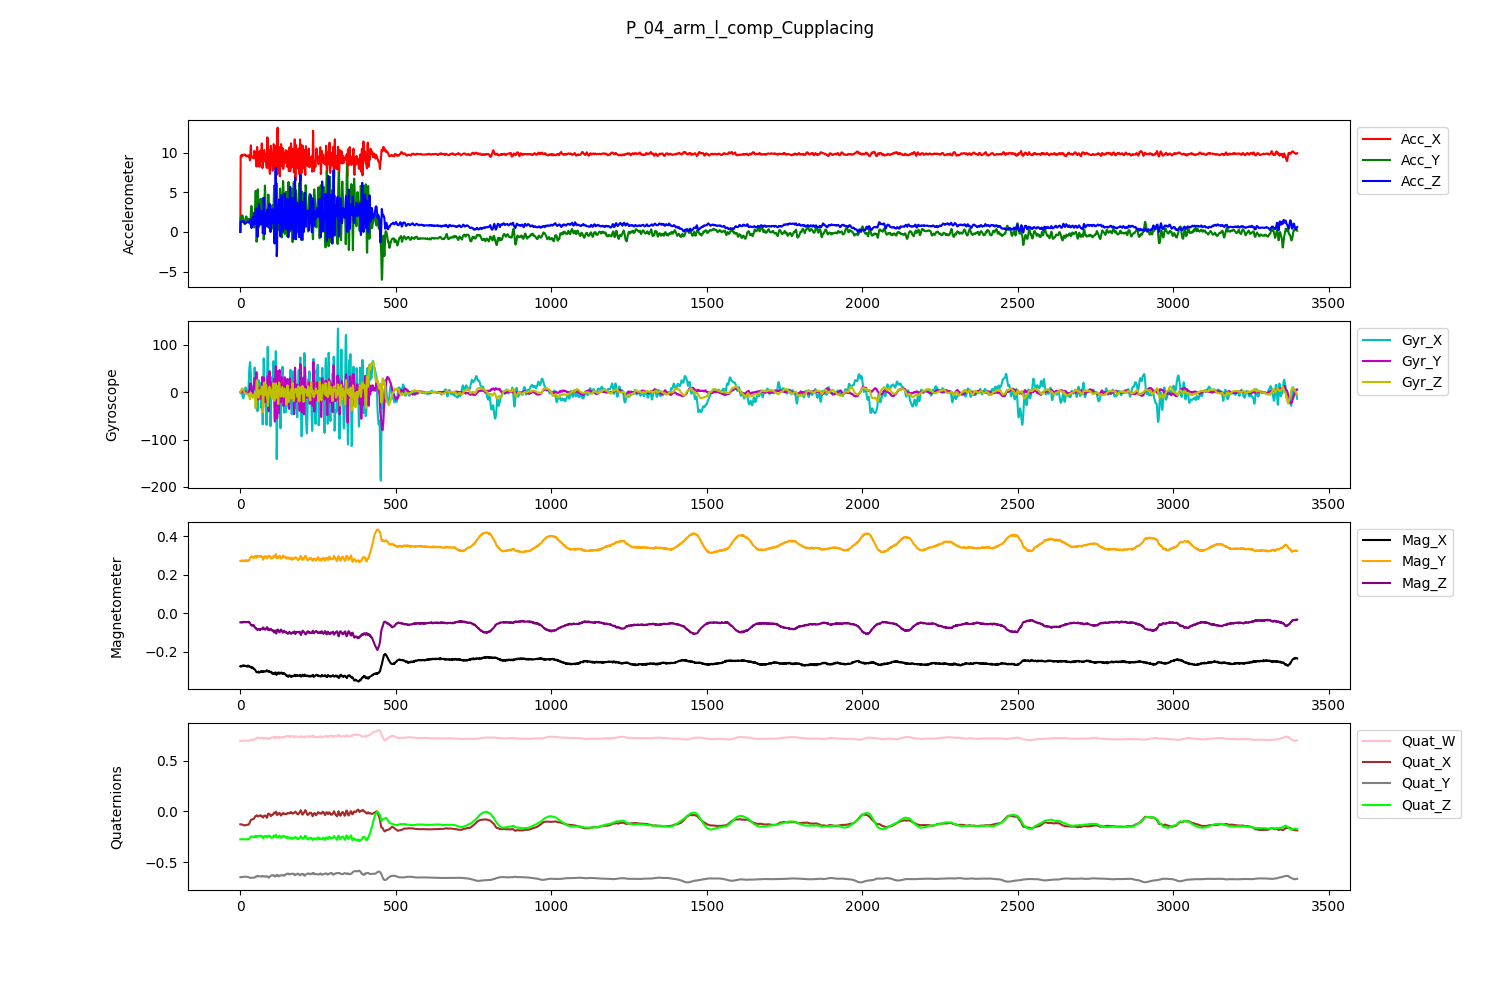 P_04_arm_l_comp_Cupplacing
Accelerometer
10
5
0
−5
0 500 1000 1500 2000 2500 3000 3500
Acc_X
Acc_Y
Acc_Z
Gyroscope
100
0
−100
−200
0 500 1000 1500 2000 2500 3000 3500
Gyr_X
Gyr_Y
Gyr_Z
Magnetometer
0.4
0.2
0.0
−0.2
0 500 1000 1500 2000 2500 3000 3500
Mag_X
Mag_Y
Mag_Z
Quaternions
0.5
0.0
−0.5
0 500 1000 1500 2000 2500 3000 3500
Quat_W
Quat_X
Quat_Y
Quat_Z